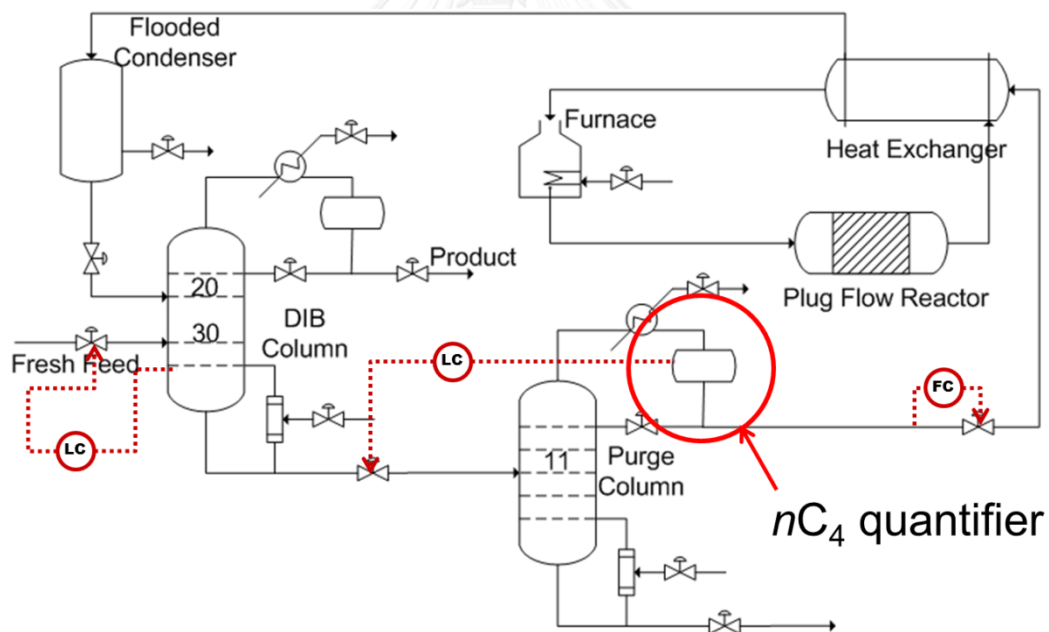 Flooded
Condenser
Furnace
Heat Exchanger
Product
20
Plug Flow Reactor
30
DIB
Column
Fresh Feed
LC
FC
LC
11
Purge
Column
nC₄ quantifier